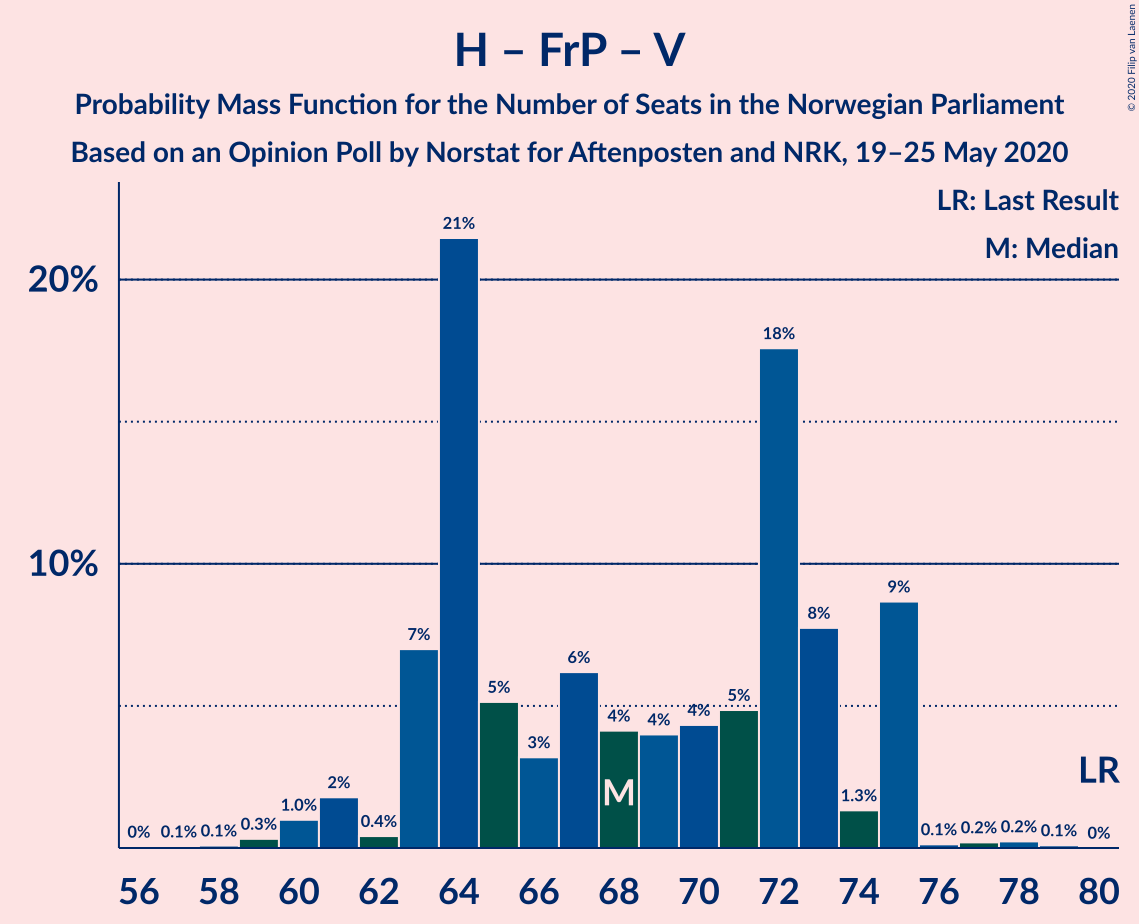 H – FrP – V
Probability Mass Function for the Number of Seats in the Norwegian Parliament
Based on an Opinion Poll by Norstat for Aftenposten and NRK, 19–25 May 2020
© 2020 Filip van Laenen
LR: Last Result
M: Median
20%
10%
0% 0.1% 0.1% 0.3% 1.0% 2% 0.4% 7% 21% 5% 3% 6% 4% 4% 4% 5% 18% 8% 1.3% 9% 0.1% 0.2% 0.2% 0.1% 0%
M
LR
56 58 60 62 64 66 68 70 72 74 76 78 80